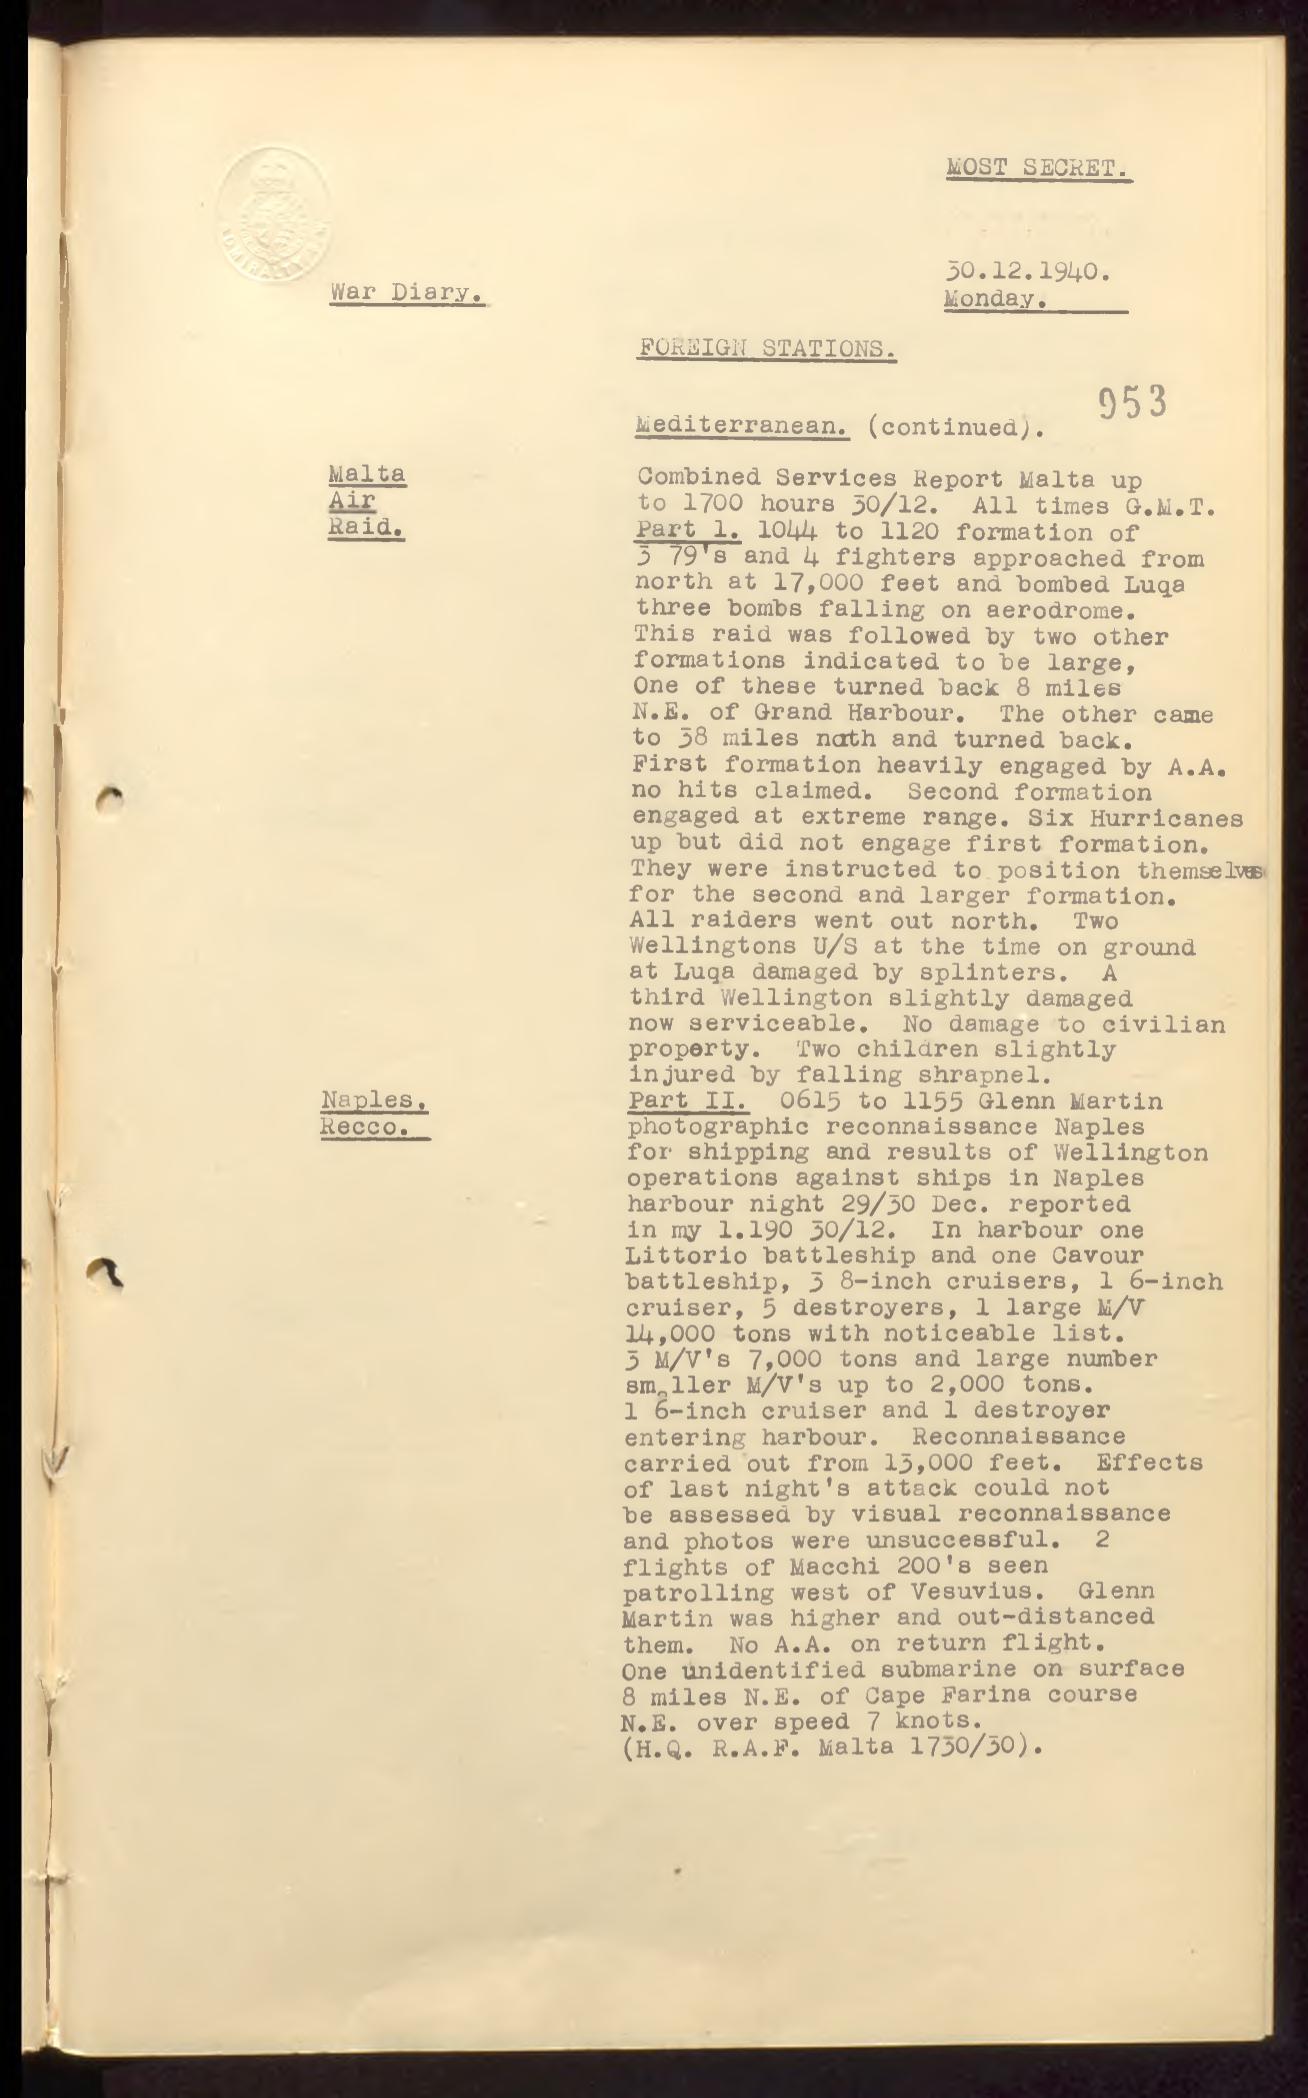 MOST SECRET.
30.12.1940.
War Diary.
Monday.
FOREIGN STATIONS.
953
Mediterranean. (continued).
Malta
Air
Raid.
Combined Services Report Malta up
to 1700 hours 30/12. All times G.M.T.
Part 1. 1044 to 1120 formation of
3 79's and 4 fighters approached from
north at 17,000 feet and bombed Luqa
three bombs falling on aerodrome.
This raid was followed by two other
formations indicated to be large,
One of these turned back 8 miles
N.E. of Grand Harbour. The other came
to 38 miles noth and turned back.
First formation heavily engaged by A.A.
no hits claimed. Second formation
engaged at extreme range. Six Hurricanes
up but did not engage first formation.
They were instructed to position themselves
for the second and larger formation.
All raiders went out north. Two
Wellingtons U/S at the time on ground
at Luqa damaged by splinters. A
third Wellington slightly damaged
now serviceable. No damage to civilian
property. Two children slightly
injured by falling shrapnel.
Naples.
Recco.
Part II. 0615 to 1155 Glenn Martin
photographic reconnaissance Naples
for shipping and results of Wellington
operations against ships in Naples
harbour night 29/30 Dec. reported
in my 1.190 30/12. In harbour one
Littorio battleship and one Cavour
battleship, 3 8-inch cruisers, 1 6-inch
cruiser, 5 destroyers, 1 large M/V
14,000 tons with noticeable list.
3 M/V's 7,000 tons and large number
smaller M/V's up to 2,000 tons.
1 6-inch cruiser and 1 destroyer
entering harbour. Reconnaissance
carried out from 13,000 feet. Effects
of last night's attack could not
be assessed by visual reconnaissance
and photos were unsuccessful. 2
flights of Macchi 200's seen
patrolling west of Vesuvius. Glenn
Martin was higher and out-distanced
them. No A.A. on return flight.
One unidentified submarine on surface
8 miles N.E. of Cape Farina course
N.E. over speed 7 knots.
(H.Q. R.A.F. Malta 1730/30).